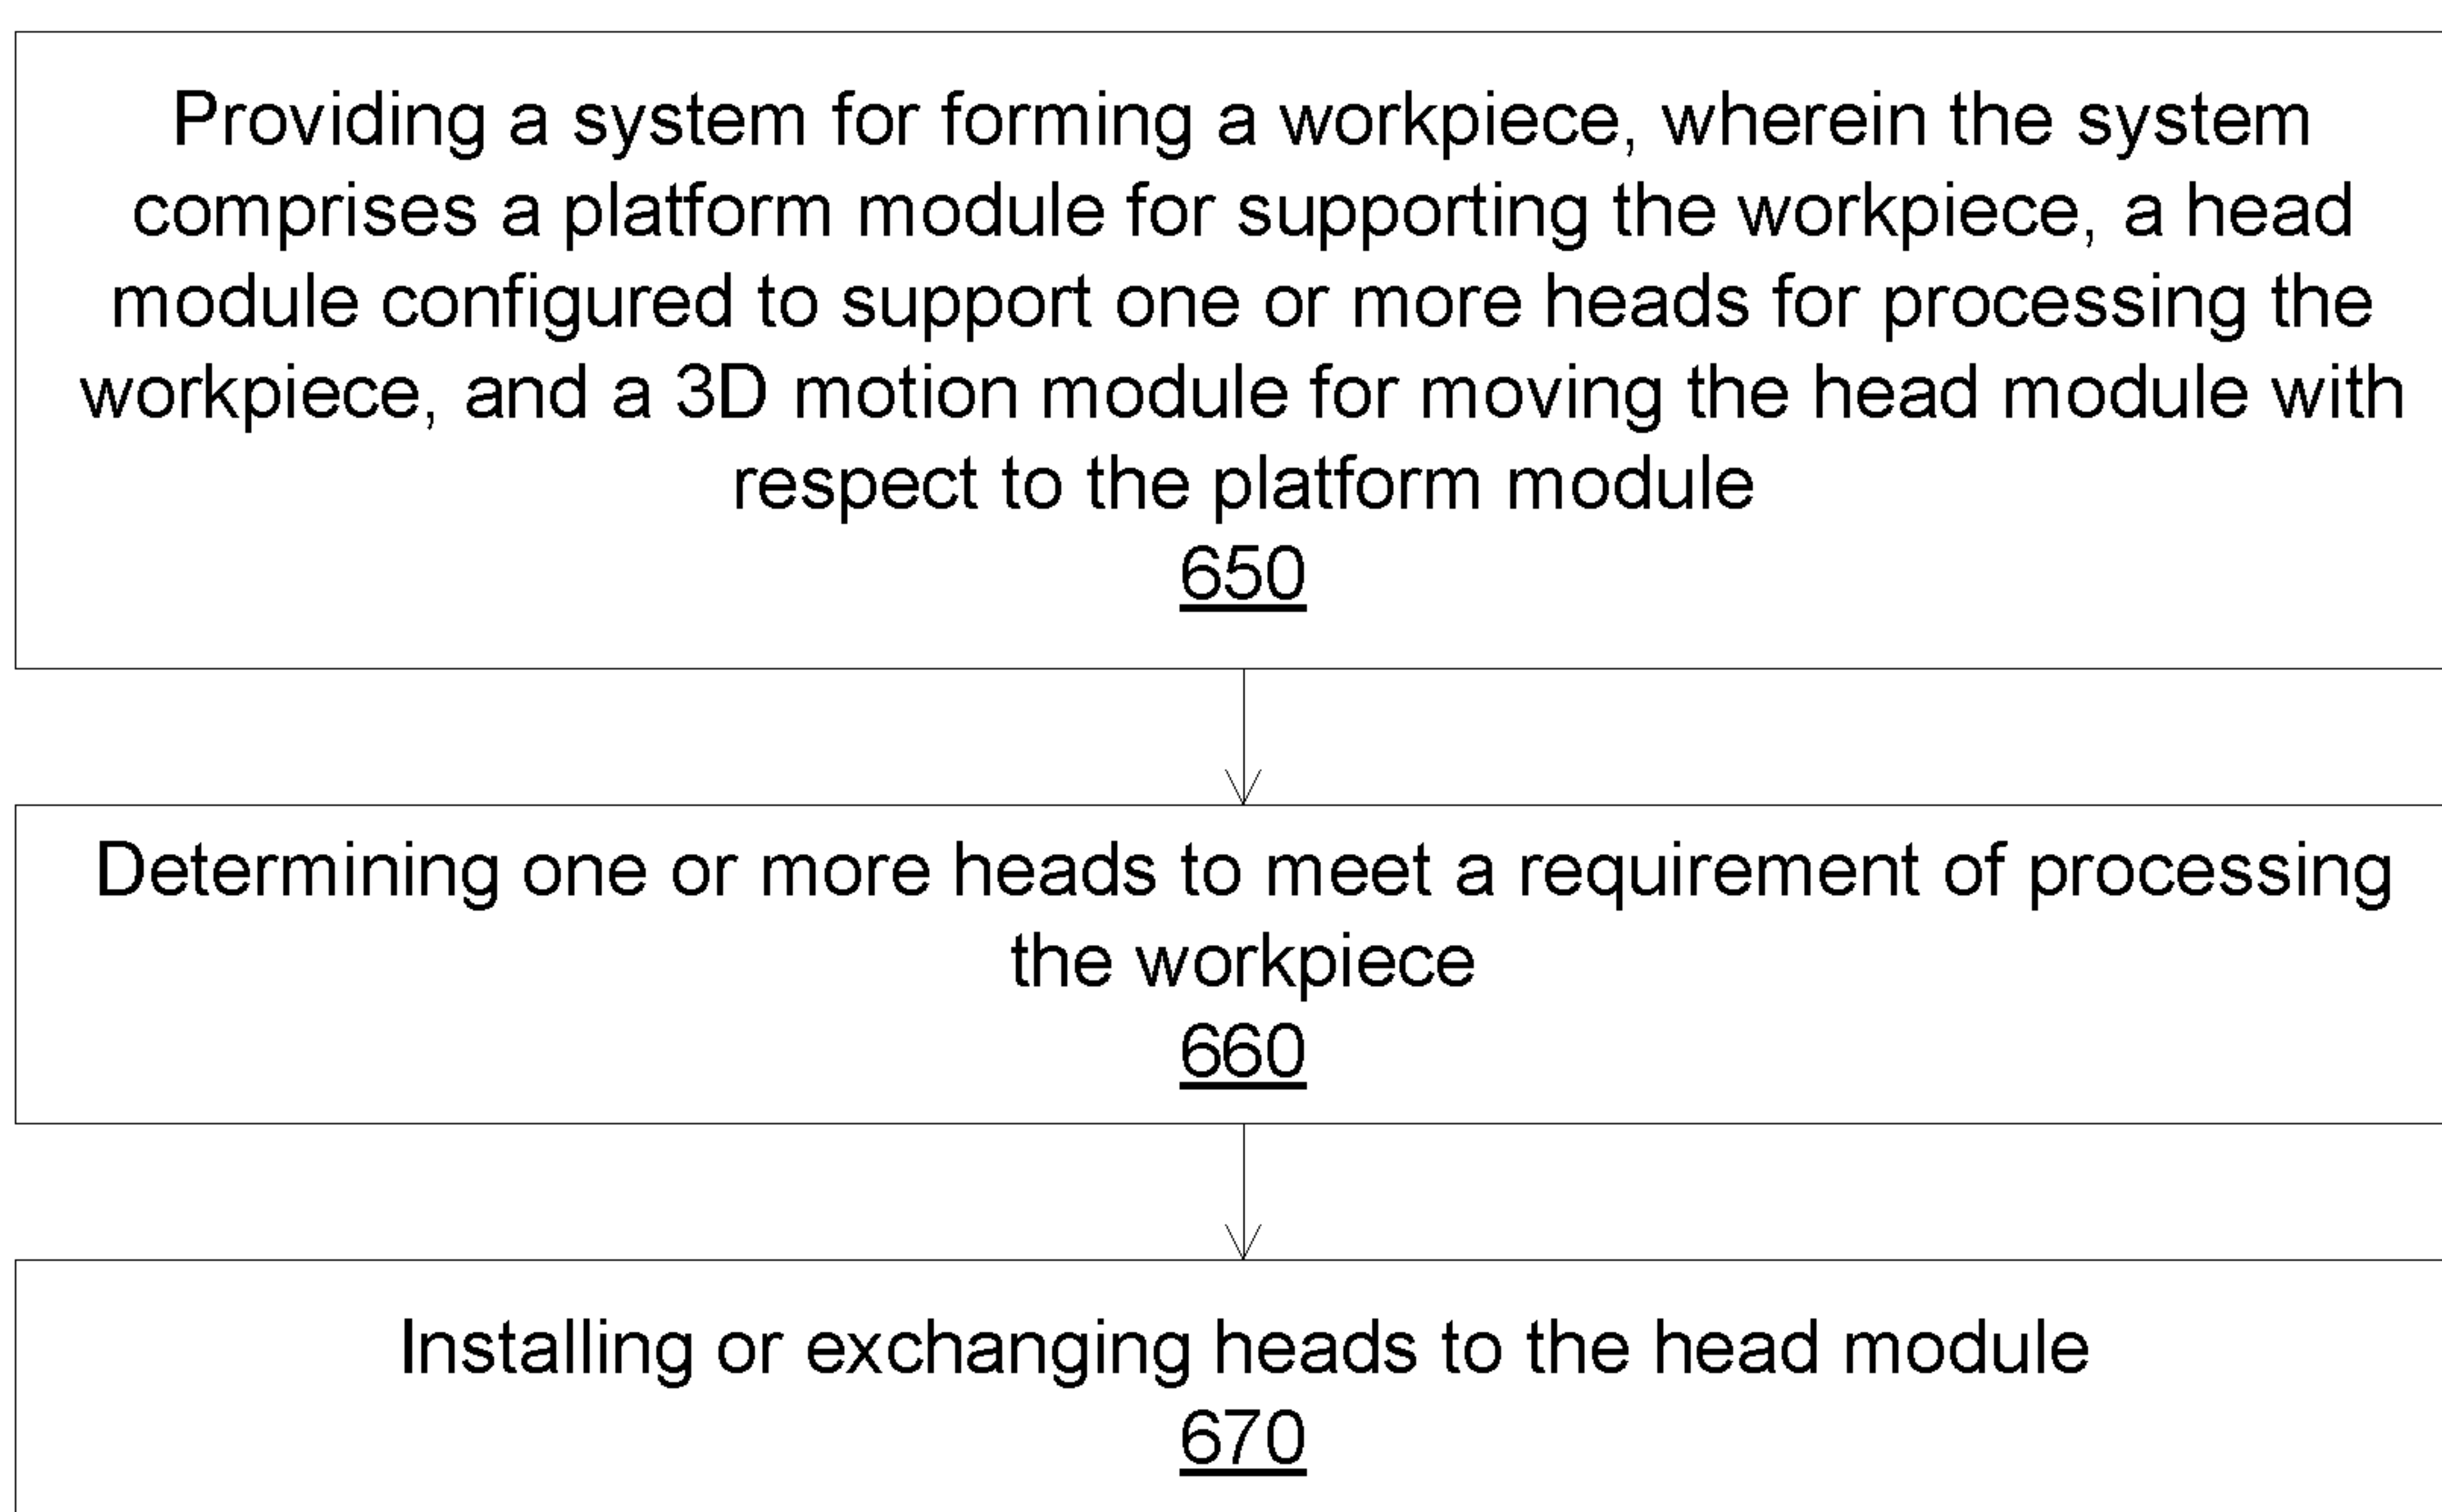 Providing a system for forming a workpiece, wherein the system
comprises a platform module for supporting the workpiece, a head
module configured to support one or more heads for processing the
workpiece, and a 3D motion module for moving the head module with
respect to the platform module
650
Determining one or more heads to meet a requirement of processing
the workpiece
660
Installing or exchanging heads to the head module
670